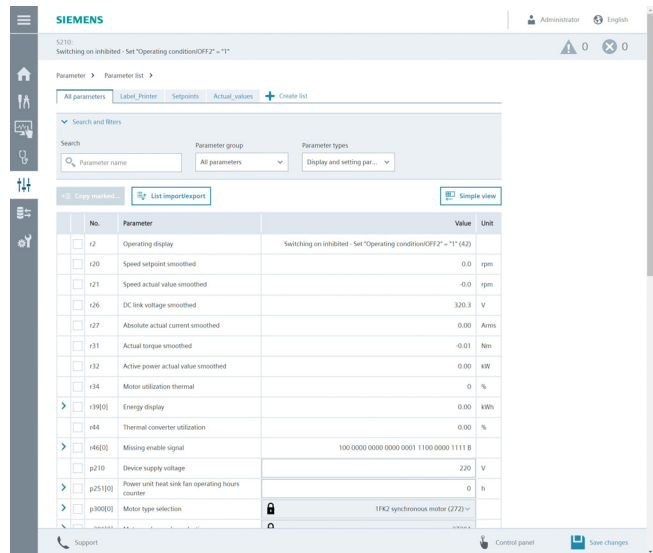 SIEMENS
Administrator English
S210:
Switching on inhibited - Set "Operating condition/OFF2" = "1"
0 0
Parameter > Parameter list >
All parameters Label_Printer Setpoints Actual_values Create list
Search and filters
Search Parameter group Parameter types
Parameter name All parameters Display and setting par...
Copy marked... List import/export Simple view
No. Parameter Value Unit
r2 Operating display Switching on inhibited - Set "Operating condition/OFF2" = "1" (42)
r20 Speed setpoint smoothed 0.0 rpm
r21 Speed actual value smoothed -0.0 rpm
r26 DC link voltage smoothed 320.3 V
r27 Absolute actual current smoothed 0.00 Arms
r31 Actual torque smoothed -0.01 Nm
r32 Active power actual value smoothed 0.00 kW
r34 Motor utilization thermal 0 %
r39[0] Energy display 0.00 kWh
r44 Thermal converter utilization 0.00 %
r46[0] Missing enable signal 100 0000 0000 0000 0001 1100 0000 1111 B
p210 Device supply voltage 220 V
p251[0] Power unit heat sink fan operating hours counter 0 h
p300[0] Motor type selection 1FK2 synchronous motor (272)
Support Control panel Save changes